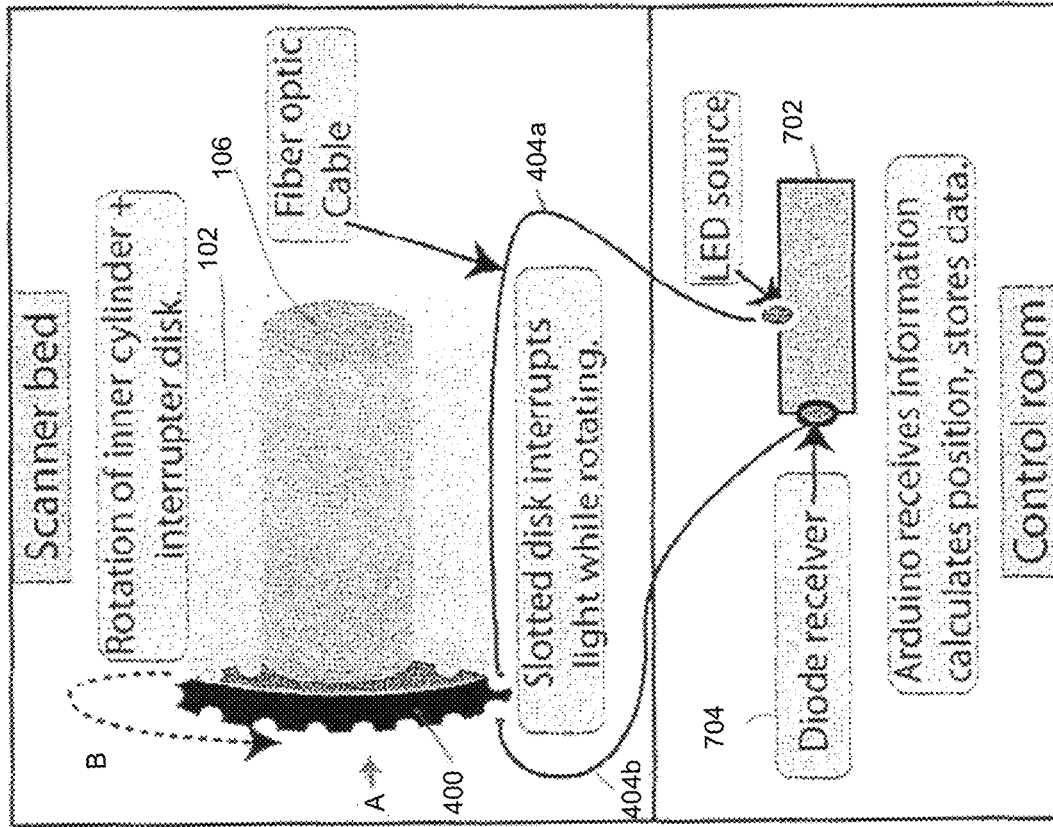 Scanner bed
Rotation of inner cylinder +
interrupter disk.
102
106
Fiber optic
Cable
B
A
400
404a
Slotted disk interrupts
light while rotating.
404b
LED source
702
704
Diode receiver
Arduino receives information
calculates position, stores data.
Control room